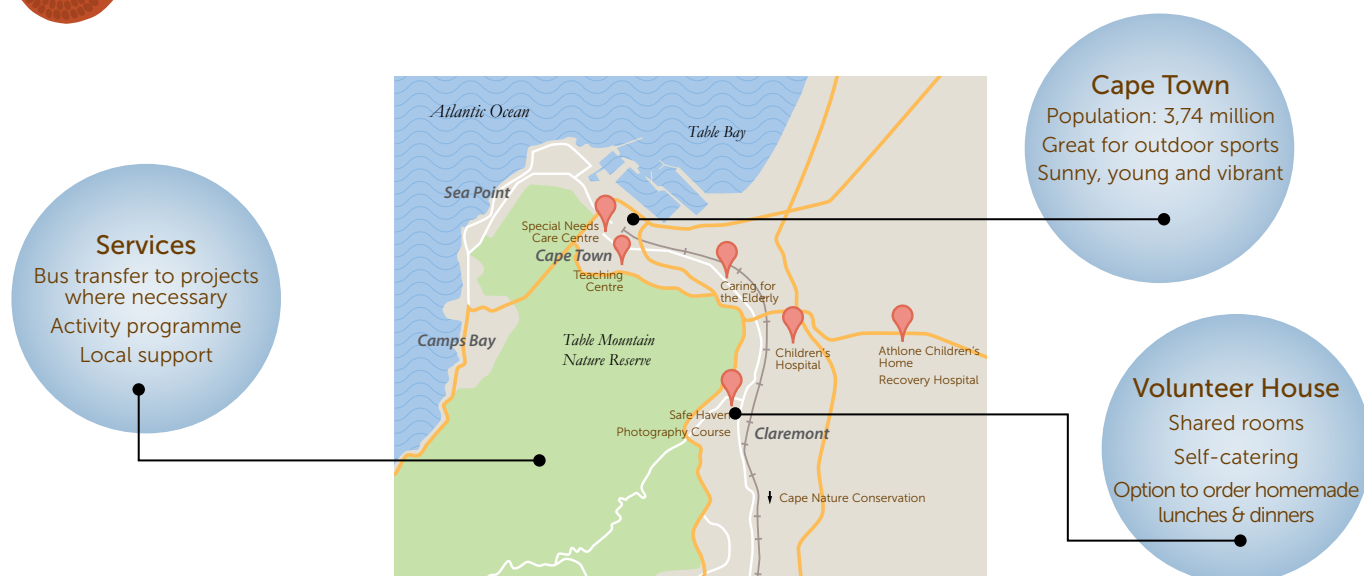 Cape Town
Population: 3,74 million
Great for outdoor sports
Sunny, young and vibrant
Services
Bus transfer to projects
where necessary
Activity programme
Local support
Atlantic Ocean
Table Bay
Sea Point
Special Needs
Care Centre
Cape Town
Teaching
Centre
Caring for
the Elderly
Camps Bay
Table Mountain
Nature Reserve
Children's
Hospital
Athlone Children's
Home
Recovery Hospital
Safe Haven
Photography Course
Claremont
Cape Nature Conservation
Volunteer House
Shared rooms
Self-catering
Option to order homemade
lunches & dinners